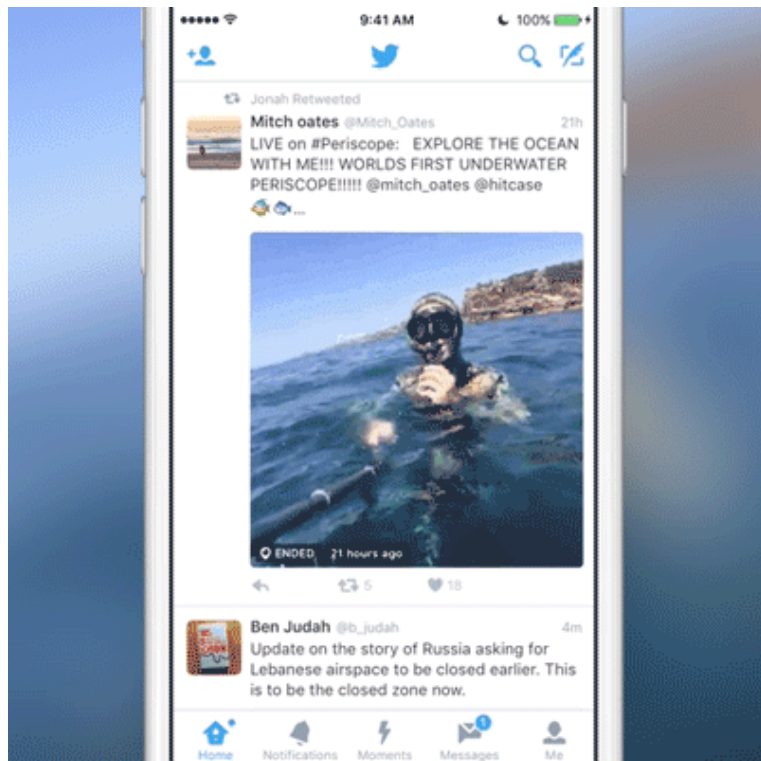 9:41 AM
100%
Jonah Retweeted
Mitch oates @Mitch_Oates 21h
LIVE on #Periscope: EXPLORE THE OCEAN
WITH ME!!! WORLDS FIRST UNDERWATER
PERISCOPE!!!!! @mitch_oates @hitcase
🐠🐟...
ENDED 21 hours ago
5 18
Ben Judah @b_judah 4m
Update on the story of Russia asking for
Lebanese airspace to be closed earlier. This
is to be the closed zone now.
1
Home Notifications Moments Messages Me